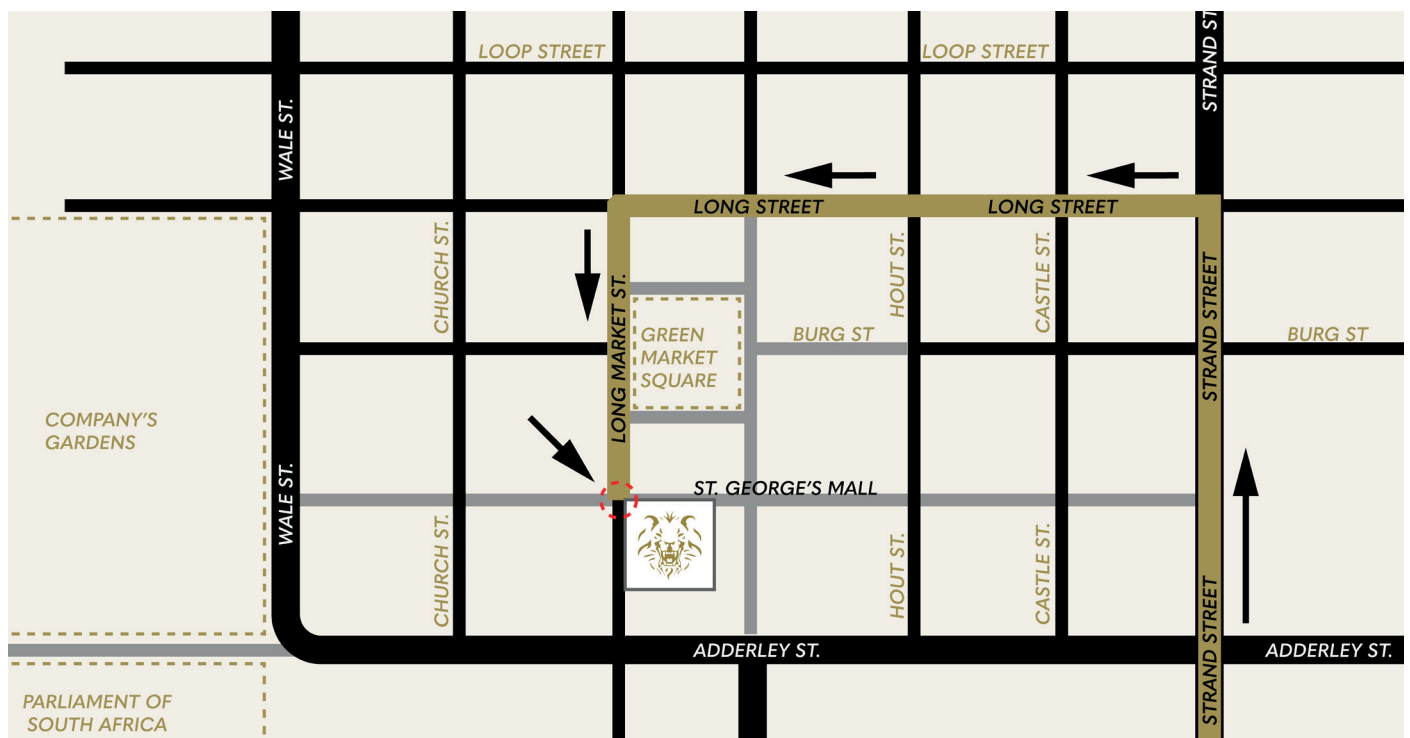 LOOP STREET
LOOP STREET
STRAND ST
WALE ST.
LONG STREET
LONG STREET
CHURCH ST.
LONG MARKET ST.
HOUT ST.
CASTLE ST.
STRAND STREET
GREEN
MARKET
SQUARE
BURG ST
BURG ST
COMPANY'S
GARDENS
WALE ST.
ST. GEORGE'S MALL
CHURCH ST.
HOUT ST.
CASTLE ST.
STRAND STREET
ADDERLEY ST.
ADDERLEY ST.
PARLIAMENT OF
SOUTH AFRICA